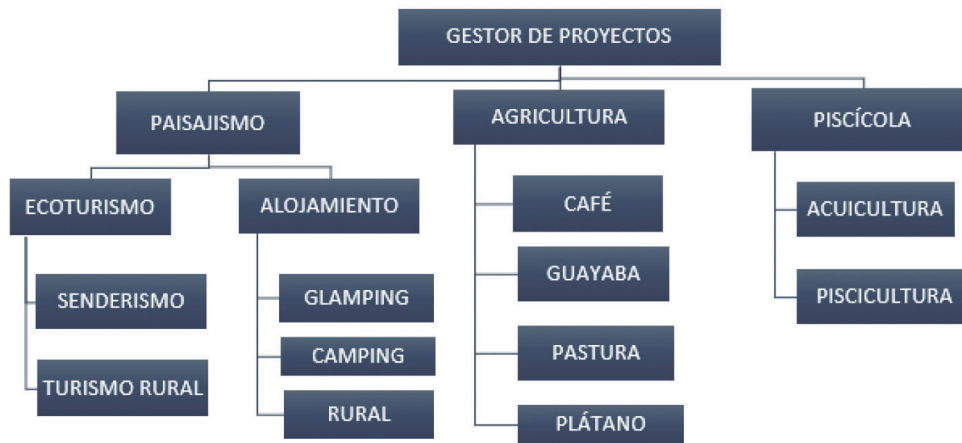 GESTOR DE PROYECTOS
PAISAJISMO
AGRICULTURA
PISCÍCOLA
ECOTURISMO
ALOJAMIENTO
CAFÉ
ACUICULTURA
SENDERISMO
GLAMPING
GUAYABA
PISCICULTURA
TURISMO RURAL
CAMPING
PASTURA
RURAL
PLÁTANO